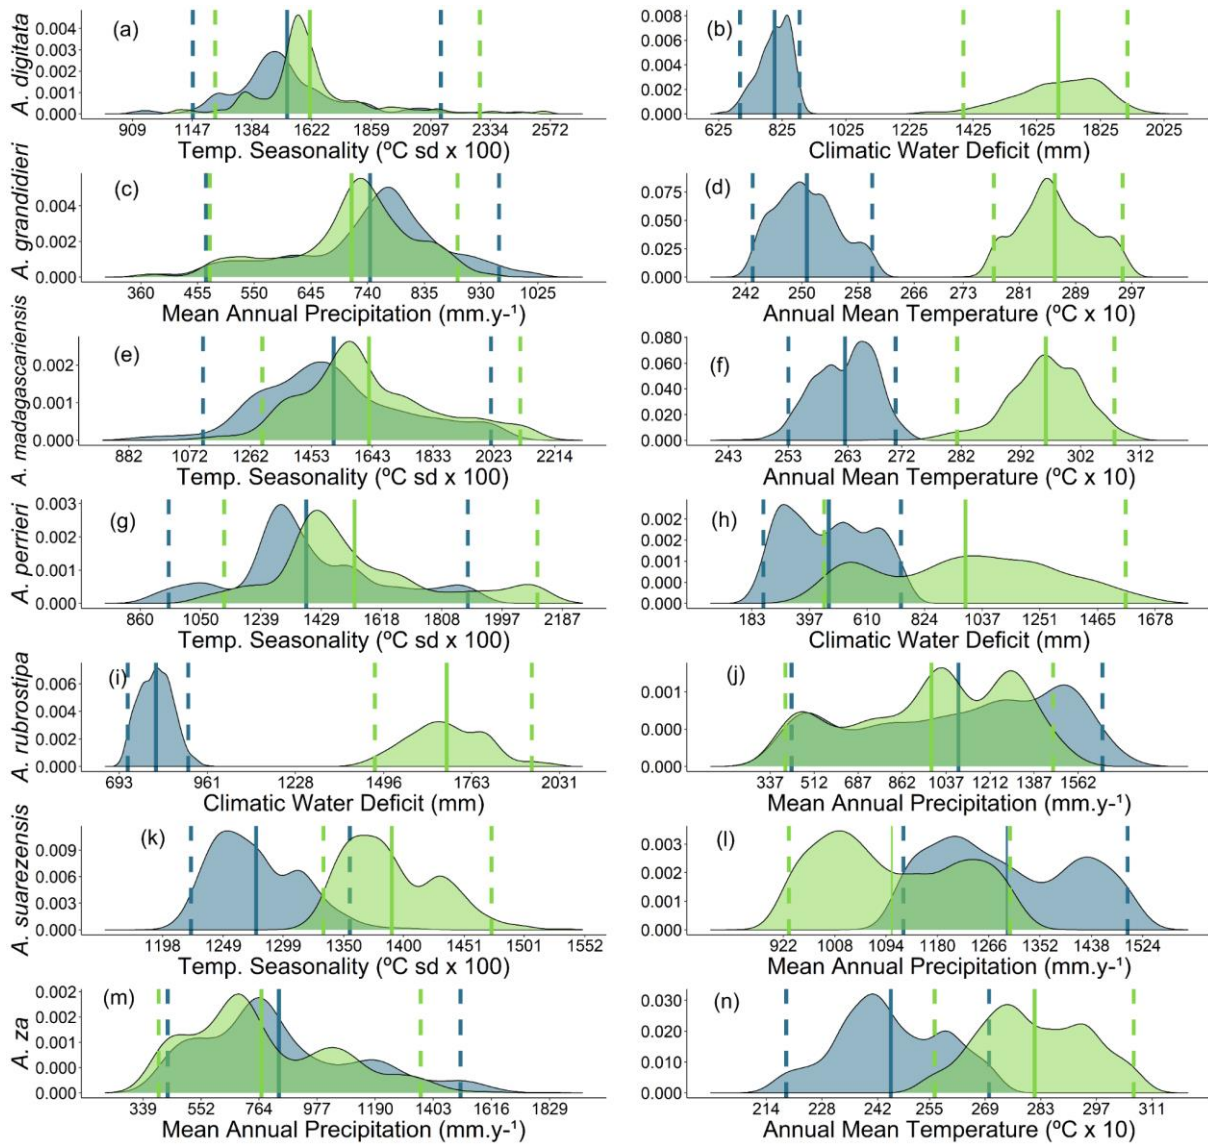 A. digitata
(a)
0.004
0.003
0.002
0.001
0.000
909 1147 1384 1622 1859 2097 2334 2572
Temp. Seasonality (ºC sd x 100)
(b)
0.008
0.006
0.004
0.002
0.000
625 825 1025 1225 1425 1625 1825 2025
Climatic Water Deficit (mm)
A. grandidieri
(c)
0.004
0.002
0.000
360 455 550 645 740 835 930 1025
Mean Annual Precipitation (mm.y-¹)
(d)
0.075
0.050
0.025
0.000
242 250 258 266 273 281 289 297
Annual Mean Temperature (ºC x 10)
A. madagascariensis
(e)
0.002
0.001
0.000
882 1072 1262 1453 1643 1833 2023 2214
Temp. Seasonality (ºC sd x 100)
(f)
0.080
0.060
0.040
0.020
0.000
243 253 263 272 282 292 302 312
Annual Mean Temperature (ºC x 10)
A. perrieri
(g)
0.003
0.002
0.001
0.000
860 1050 1239 1429 1618 1808 1997 2187
Temp. Seasonality (ºC sd x 100)
(h)
0.002
0.002
0.001
0.000
0.000
183 397 610 824 1037 1251 1465 1678
Climatic Water Deficit (mm)
A. rubrostipa
(i)
0.006
0.004
0.002
0.000
693 961 1228 1496 1763 2031
Climatic Water Deficit (mm)
(j)
0.001
0.000
0.000
337 512 687 862 1037 1212 1387 1562
Mean Annual Precipitation (mm.y-¹)
A. suarezensis
(k)
0.009
0.006
0.003
0.000
1198 1249 1299 1350 1400 1451 1501 1552
Temp. Seasonality (ºC sd x 100)
(l)
0.003
0.002
0.001
0.000
922 1008 1094 1180 1266 1352 1438 1524
Mean Annual Precipitation (mm.y-¹)
A. za
(m)
0.002
0.002
0.000
0.000
0.000
339 552 764 977 1190 1403 1616 1829
Mean Annual Precipitation (mm.y-¹)
(n)
0.030
0.020
0.010
0.000
214 228 242 255 269 283 297 311
Annual Mean Temperature (ºC x 10)